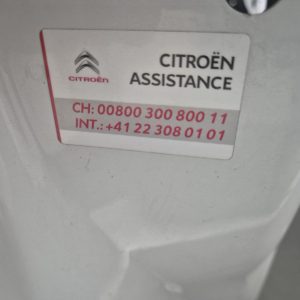 CITROËN
ASSISTANCE
CITROËN
CH: 00800 300 800 11
INT.: +41 22 308 01 01